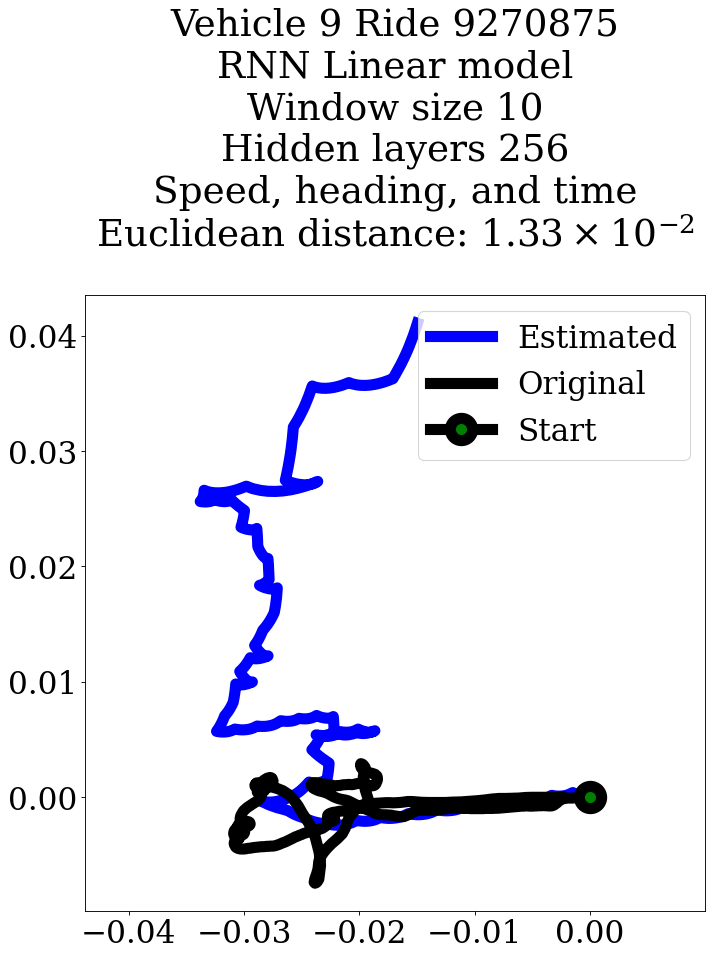 Vehicle 9 Ride 9270875
RNN Linear model
Window size 10
Hidden layers 256
Speed, heading, and time
Euclidean distance: 1.33 × 10⁻²
Estimated
Original
Start
0.04
0.03
0.02
0.01
0.00
−0.04 −0.03 −0.02 −0.01 0.00